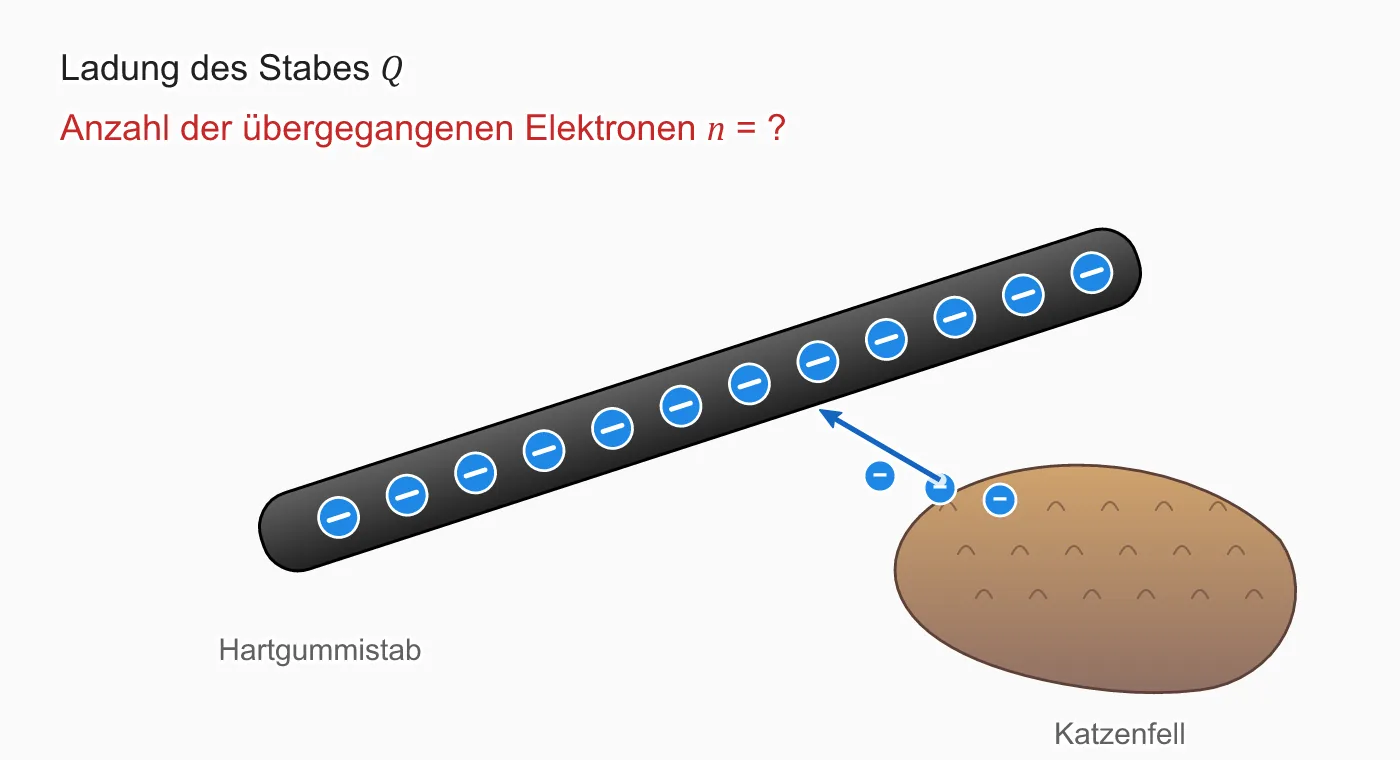 Ladung des Stabes Q
Anzahl der übergegangenen Elektronen n = ?
Hartgummistab
Katzenfell